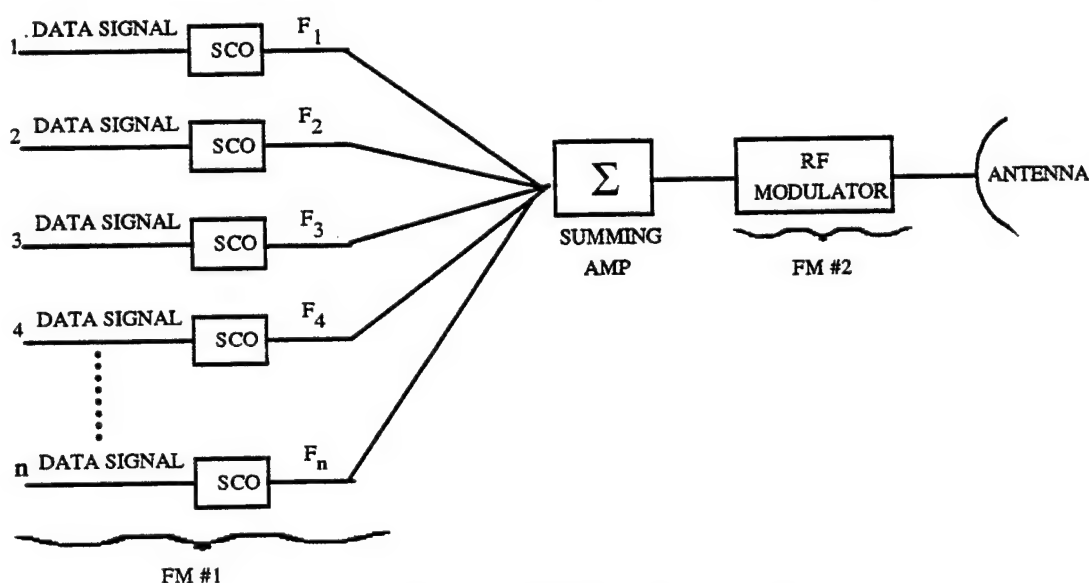 1 DATA SIGNAL SCO F1
2 DATA SIGNAL SCO F2
3 DATA SIGNAL SCO F3
4 DATA SIGNAL SCO F4
n DATA SIGNAL SCO Fn
FM #1
Σ
SUMMING
AMP
RF
MODULATOR
FM #2
ANTENNA